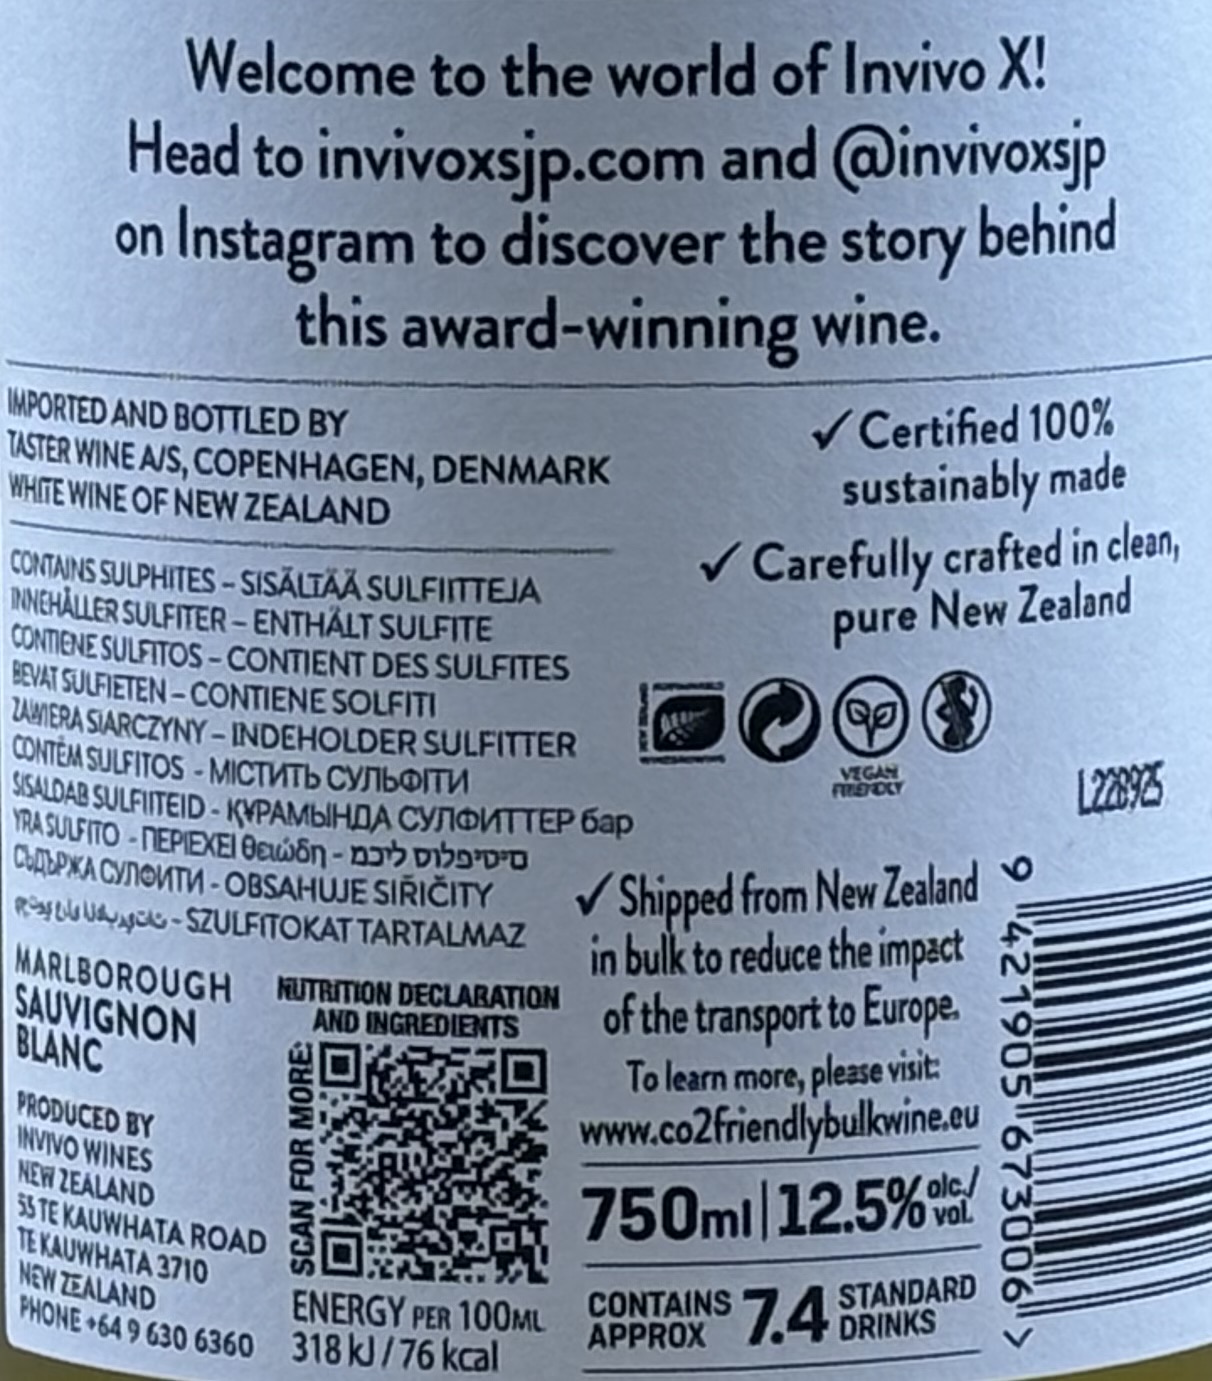 Welcome to the world of Invivo X!
Head to invivoxsjp.com and @invivoxsjp
on Instagram to discover the story behind
this award-winning wine.
IMPORTED AND BOTTLED BY
TASTER WINE A/S, COPENHAGEN, DENMARK
WHITE WINE OF NEW ZEALAND
CONTAINS SULPHITES – SISÄLTÄÄ SULFIITTEJA
INNEHÅLLER SULFITER – ENTHÄLT SULFITE
CONTIENE SULFITOS – CONTIENT DES SULFITES
BEVAT SULFIETEN – CONTIENE SOLFITI
ZAWIERA SIARCZYNY – INDEHOLDER SULFITTER
CONTÊM SULFITOS - МІСТИТЬ СУЛЬФІТИ
SISALDAB SULFIITEID - ҚҰРАМЫНДА СУЛФИТТЕР бар
YRA SULFITO - ΠΕΡΙΕΧΕΙ θειώδη - םיטיפלוס ליכמ
СЪДЪРЖА СУЛФИТИ - OBSAHUJE SIŘIČITY
- SZULFITOKAT TARTALMAZ
✓ Certified 100%
sustainably made
✓ Carefully crafted in clean,
pure New Zealand
VEGAN
FRIENDLY
L228925
✓ Shipped from New Zealand
in bulk to reduce the impact
of the transport to Europe.
To learn more, please visit:
www.co2friendlybulkwine.eu
750ml | 12.5% alc./vol.
CONTAINS APPROX 7.4 STANDARD DRINKS
MARLBOROUGH
SAUVIGNON
BLANC
PRODUCED BY
INVIVO WINES
NEW ZEALAND
55 TE KAUWHATA ROAD
TE KAUWHATA 3710
NEW ZEALAND
PHONE +64 9 630 6360
NUTRITION DECLARATION
AND INGREDIENTS
SCAN FOR MORE:
ENERGY PER 100ML
318 kJ / 76 kcal
9 421905 673006 >